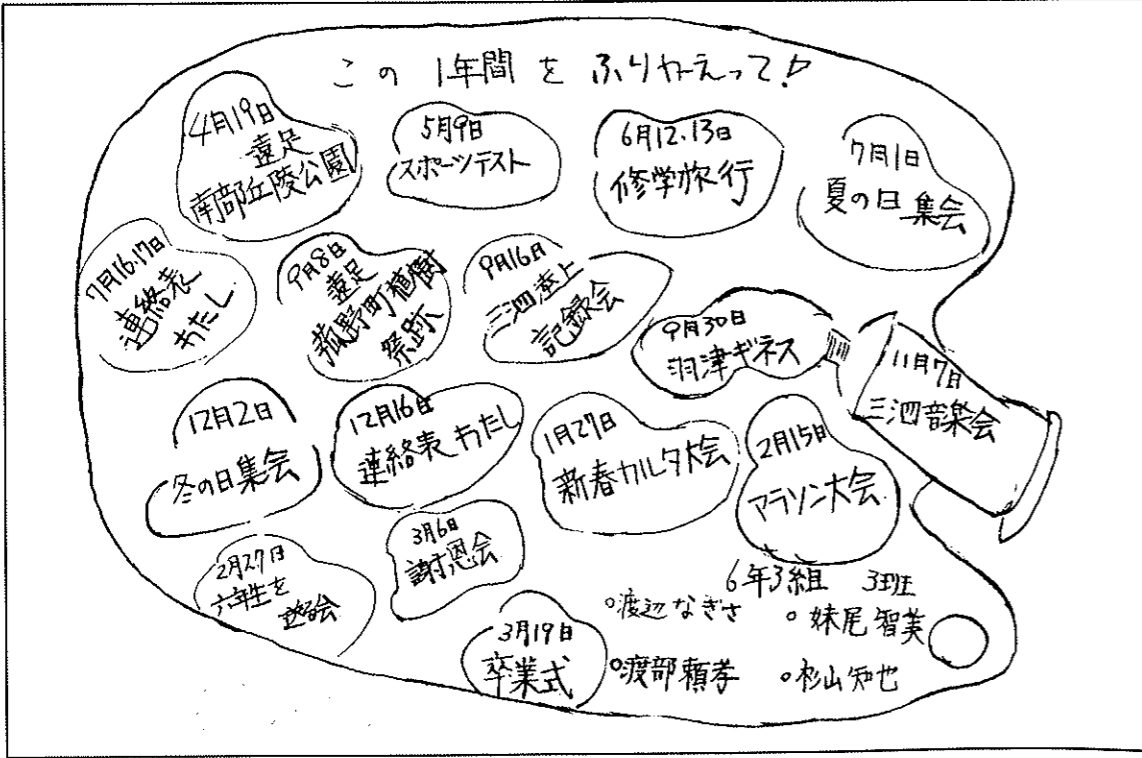 この1年間をふりかえって!
4月19日
遠足
南部丘陵公園
5月9日
スポーツテスト
6月12.13日
修学旅行
7月1日
夏の日集会
7月16.17日
連絡表
わたし
9月8日
遠足
菰野町植樹
祭跡
9月16日
三泗陸上
記録会
9月30日
羽津ギネス
11月7日
三泗音楽会
12月2日
冬の日集会
12月16日
連絡表わたし
1月27日
新春カルタ大会
2月15日
マラソン大会
2月27日
六年生を
送る会
3月6日
謝恩会
3月19日
卒業式
6年3組 3班
○渡辺なぎさ
○妹尾智美
○渡部頼孝
○杉山知也